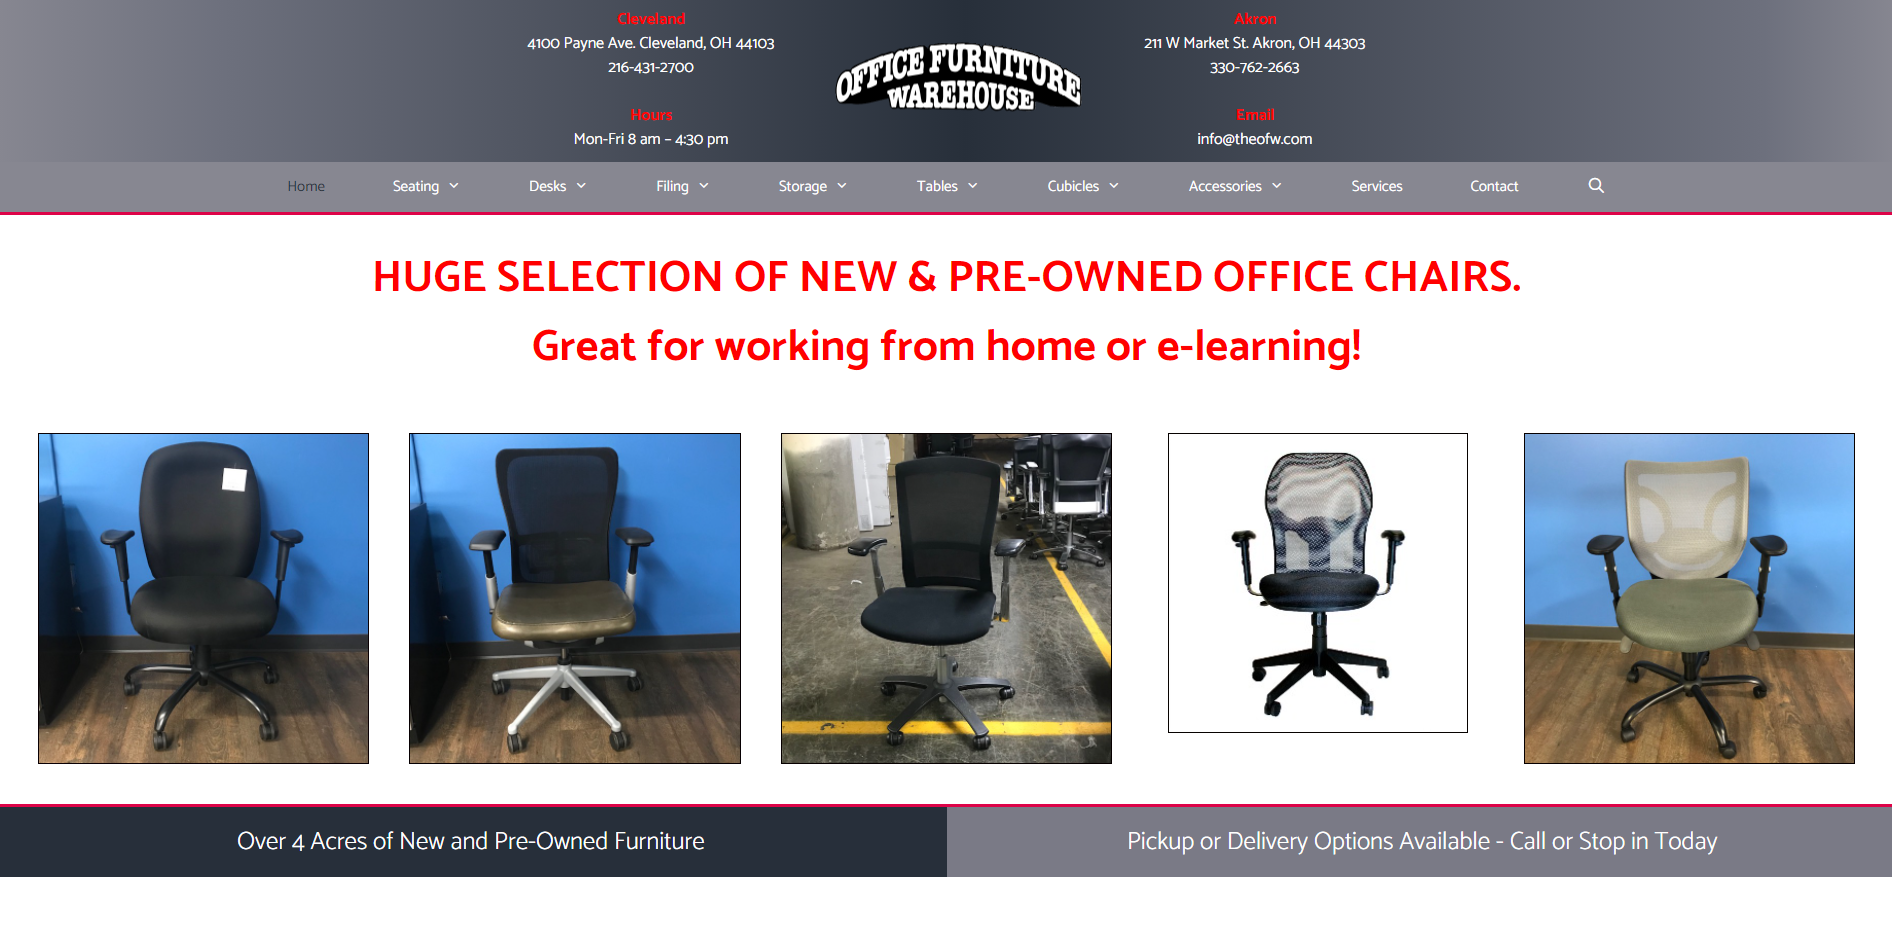 Cleveland
4100 Payne Ave. Cleveland, OH 44103
216-431-2700
Hours
Mon-Fri 8 am – 4:30 pm
OFFICE FURNITURE
WAREHOUSE
Akron
211 W Market St. Akron, OH 44303
330-762-2663
Email
info@theofw.com
Home Seating Desks Filing Storage Tables Cubicles Accessories Services Contact
HUGE SELECTION OF NEW & PRE-OWNED OFFICE CHAIRS.
Great for working from home or e-learning!
Over 4 Acres of New and Pre-Owned Furniture
Pickup or Delivery Options Available - Call or Stop in Today